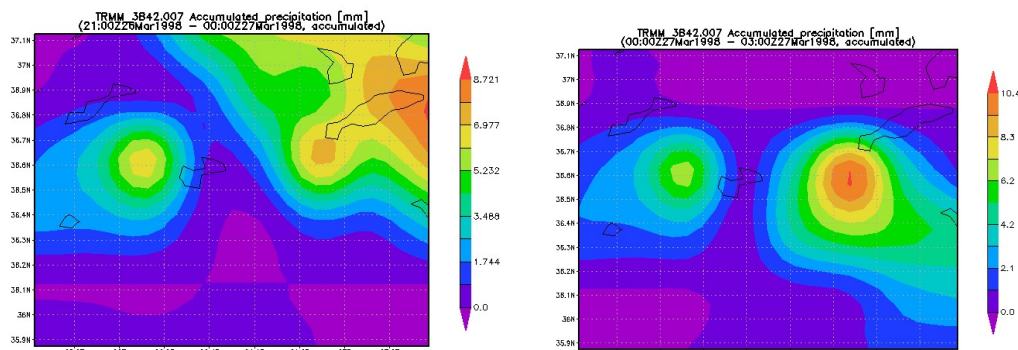 TRMM_3B42.007 Accumulated precipitation [mm]
(21:00Z26Mar1998 – 00:00Z27Mar1998, accumulated)
37.1N
37N
36.9N
36.8N
36.7N
36.6N
36.5N
36.4N
36.3N
36.2N
36.1N
36N
35.9N
8.721
6.977
5.232
3.488
1.744
0.0
TRMM_3B42.007 Accumulated precipitation [mm]
(00:00Z27Mar1998 – 03:00Z27Mar1998, accumulated)
37.1N
37N
36.9N
36.8N
36.7N
36.6N
36.5N
36.4N
36.3N
36.2N
36.1N
36N
35.9N
10.4
8.3
6.2
4.2
2.1
0.0